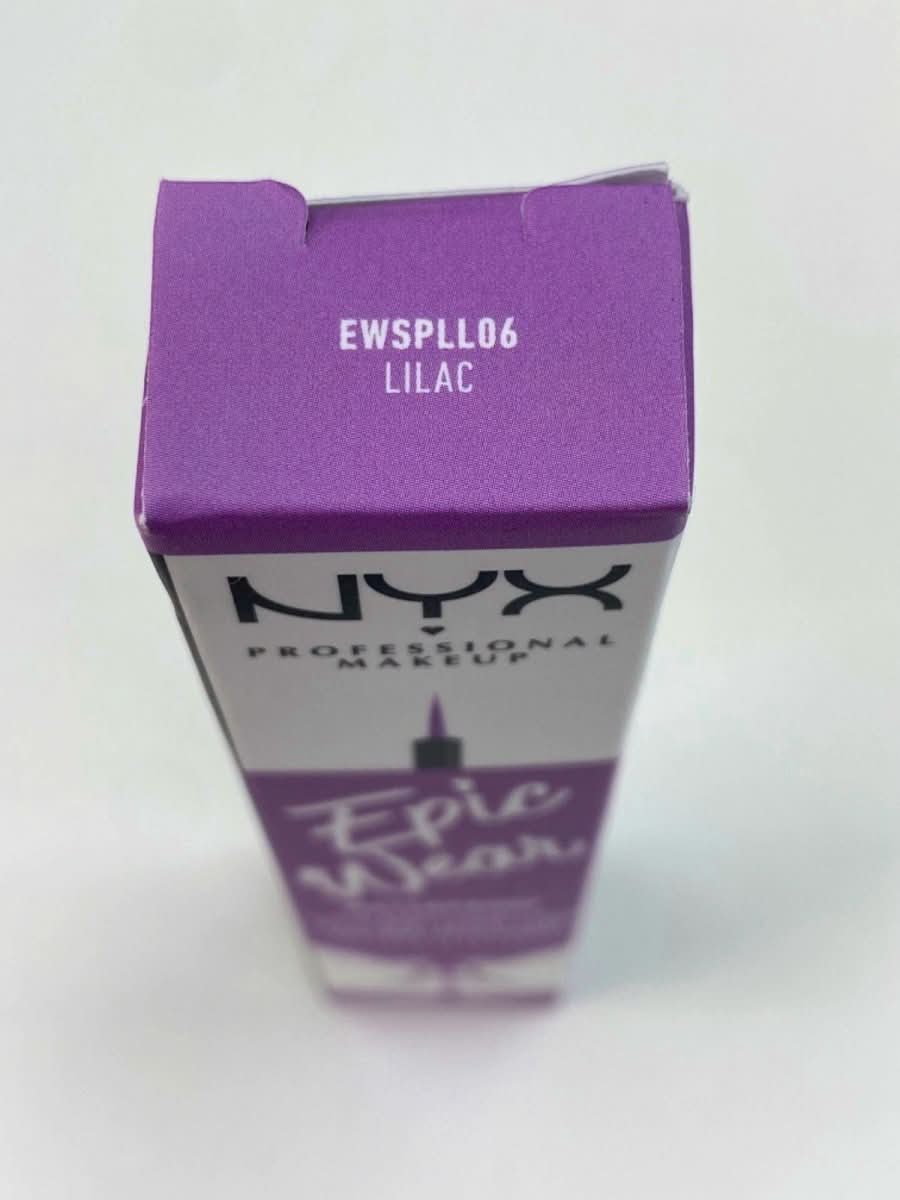 EWSPLL06
LILAC
NYX
PROFESSIONAL
MAKEUP
Epic
Wear